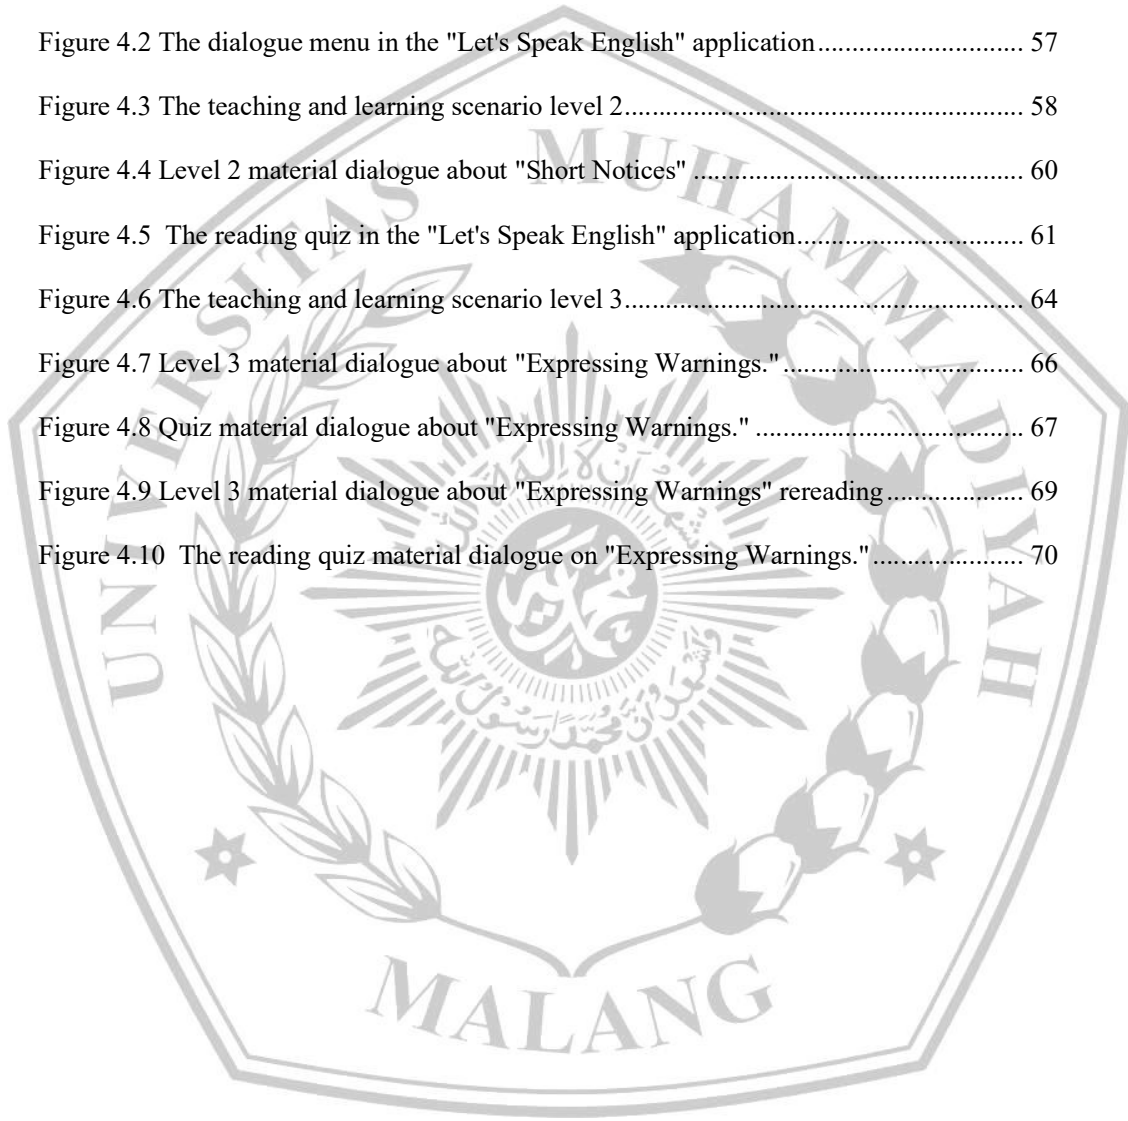 Figure 4.2 The dialogue menu in the "Let's Speak English" application............................. 57
Figure 4.3 The teaching and learning scenario level 2......................................................... 58
Figure 4.4 Level 2 material dialogue about "Short Notices" ............................................... 60
Figure 4.5  The reading quiz in the "Let's Speak English" application................................ 61
Figure 4.6 The teaching and learning scenario level 3......................................................... 64
Figure 4.7 Level 3 material dialogue about "Expressing Warnings." .................................. 66
Figure 4.8 Quiz material dialogue about "Expressing Warnings." ...................................... 67
Figure 4.9 Level 3 material dialogue about "Expressing Warnings" rereading................... 69
Figure 4.10  The reading quiz material dialogue on "Expressing Warnings." ..................... 70
UNIVERSITAS MUHAMMADIYAH
MALANG